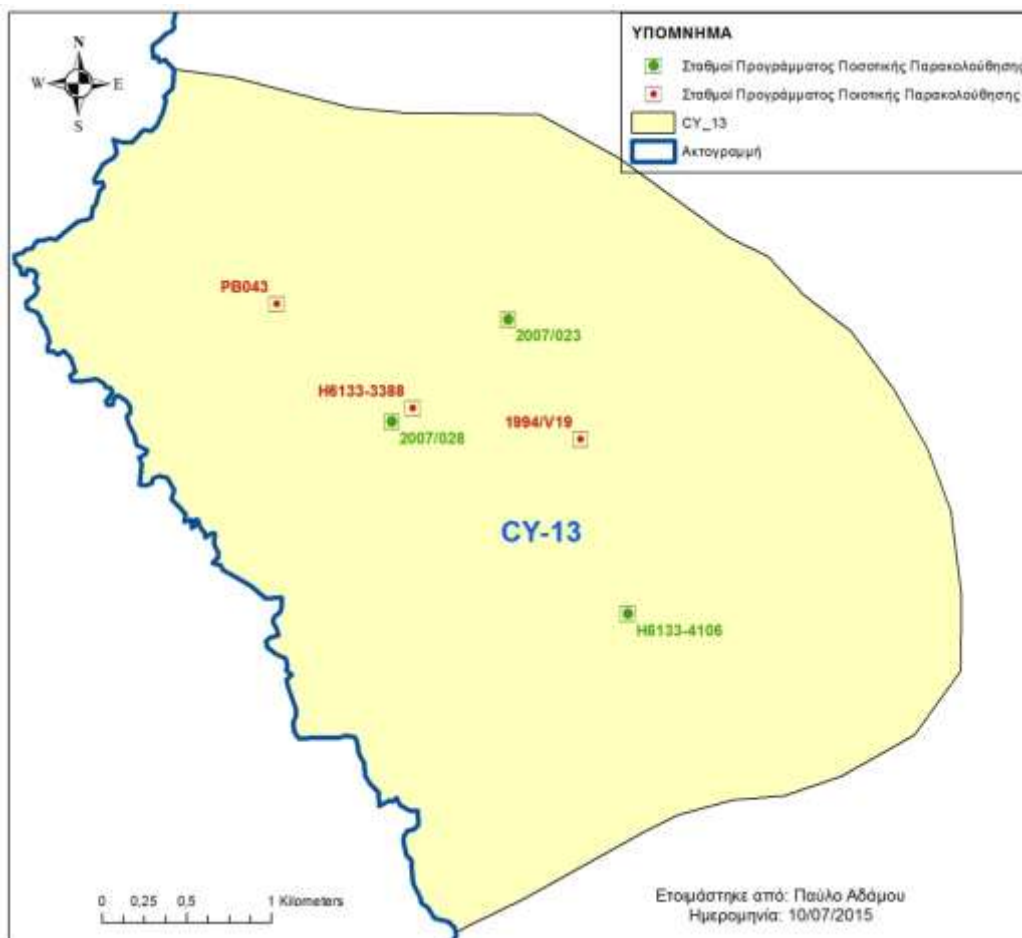 N
W E
S
ΥΠΟΜΝΗΜΑ
Σταθμοί Προγράμματος Ποσοτικής Παρακολούθησης
Σταθμοί Προγράμματος Ποιοτικής Παρακολούθησης
CY_13
Ακτογραμμή
PB043
2007/023
H6133-3388
2007/028
1994/V19
CY-13
H6133-4106
0 0,25 0,5 1 Kilometers
Ετοιμάστηκε από: Παύλο Αδάμου
Ημερομηνία: 10/07/2015